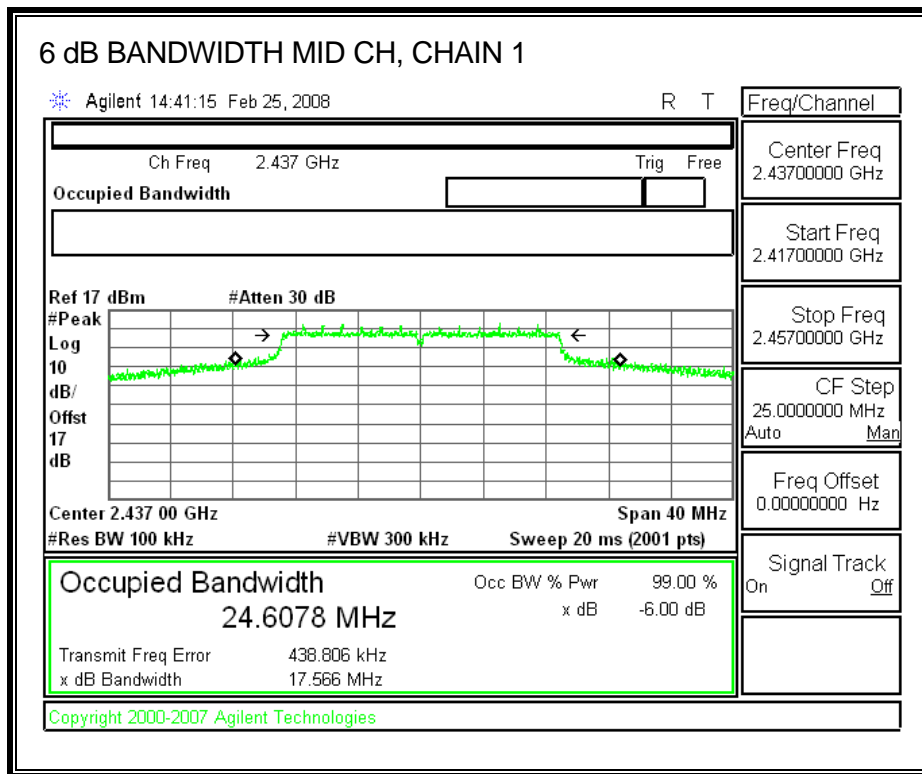 6 dB BANDWIDTH MID CH, CHAIN 1
Agilent 14:41:15 Feb 25, 2008 R T
Ch Freq 2.437 GHz Trig Free
Occupied Bandwidth
Ref 17 dBm #Atten 30 dB
#Peak
Log
10
dB/
Offst
17
dB
Center 2.437 00 GHz Span 40 MHz
#Res BW 100 kHz #VBW 300 kHz Sweep 20 ms (2001 pts)
Occupied Bandwidth Occ BW % Pwr 99.00 %
24.6078 MHz x dB -6.00 dB
Transmit Freq Error 438.806 kHz
x dB Bandwidth 17.566 MHz
Copyright 2000-2007 Agilent Technologies
Freq/Channel
Center Freq
2.43700000 GHz
Start Freq
2.41700000 GHz
Stop Freq
2.45700000 GHz
CF Step
25.0000000 MHz
Auto Man
Freq Offset
0.00000000 Hz
Signal Track
On Off